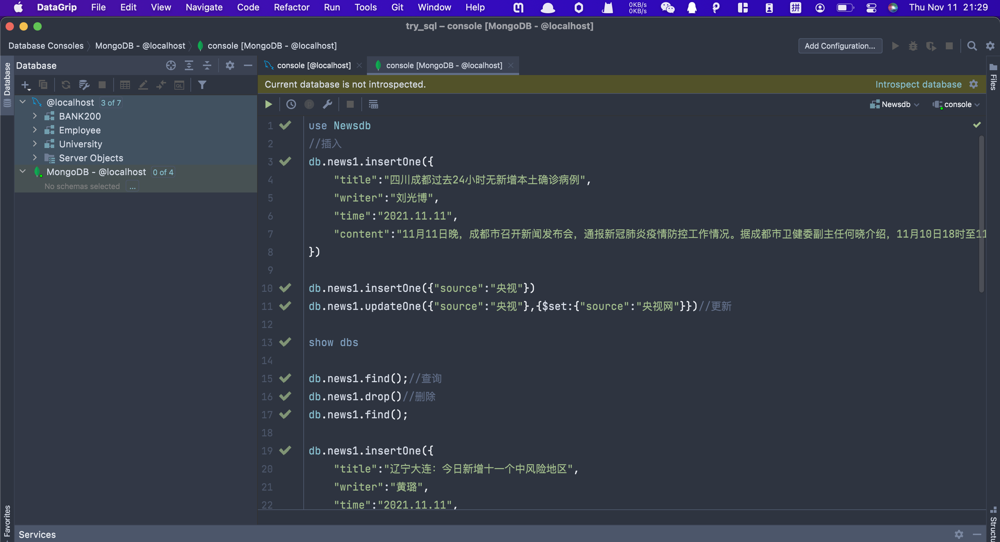 DataGrip File Edit View Navigate Code Refactor Run Tools Git Window Help 0KB/s 0KB/s 拼 Thu Nov 11 21:29
try_sql – console [MongoDB - @localhost]
Database Consoles MongoDB - @localhost console [MongoDB - @localhost] Add Configuration...
Database
Database
console [@localhost] console [MongoDB - @localhost]
Files
Current database is not introspected. Introspect database
@localhost 3 of 7
BANK200
Employee
University
Server Objects
MongoDB - @localhost 0 of 4
No schemas selected ...
Newsdb console
1 use Newsdb
2 //插入
3 db.news1.insertOne({
4 "title":"四川成都过去24小时无新增本土确诊病例",
5 "writer":"刘光博",
6 "time":"2021.11.11",
7 "content":"11月11日晚，成都市召开新闻发布会，通报新冠肺炎疫情防控工作情况。据成都市卫健委副主任何晓介绍，11月10日18时至11
8 })
9
10 db.news1.insertOne({"source":"央视"})
11 db.news1.updateOne({"source":"央视"},{$set:{"source":"央视网"}})//更新
12
13 show dbs
14
15 db.news1.find();//查询
16 db.news1.drop()//删除
17 db.news1.find();
18
19 db.news1.insertOne({
20 "title":"辽宁大连：今日新增十一个中风险地区",
21 "writer":"黄璐",
22 "time":"2021.11.11",
Favorites
Structu
Services